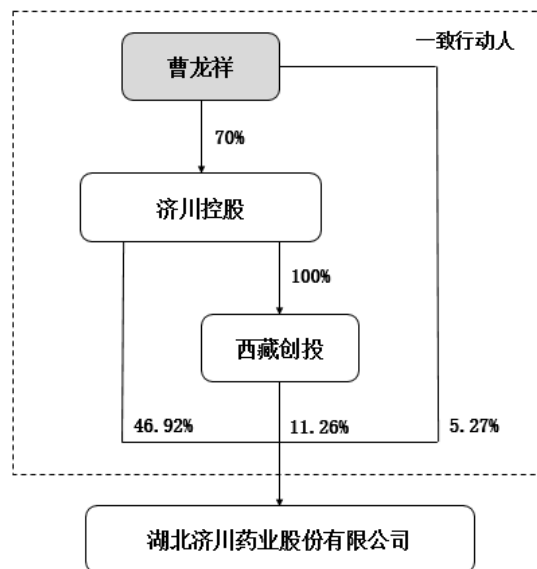 一致行动人
曹龙祥
70%
济川控股
100%
西藏创投
46.92%
11.26%
5.27%
湖北济川药业股份有限公司